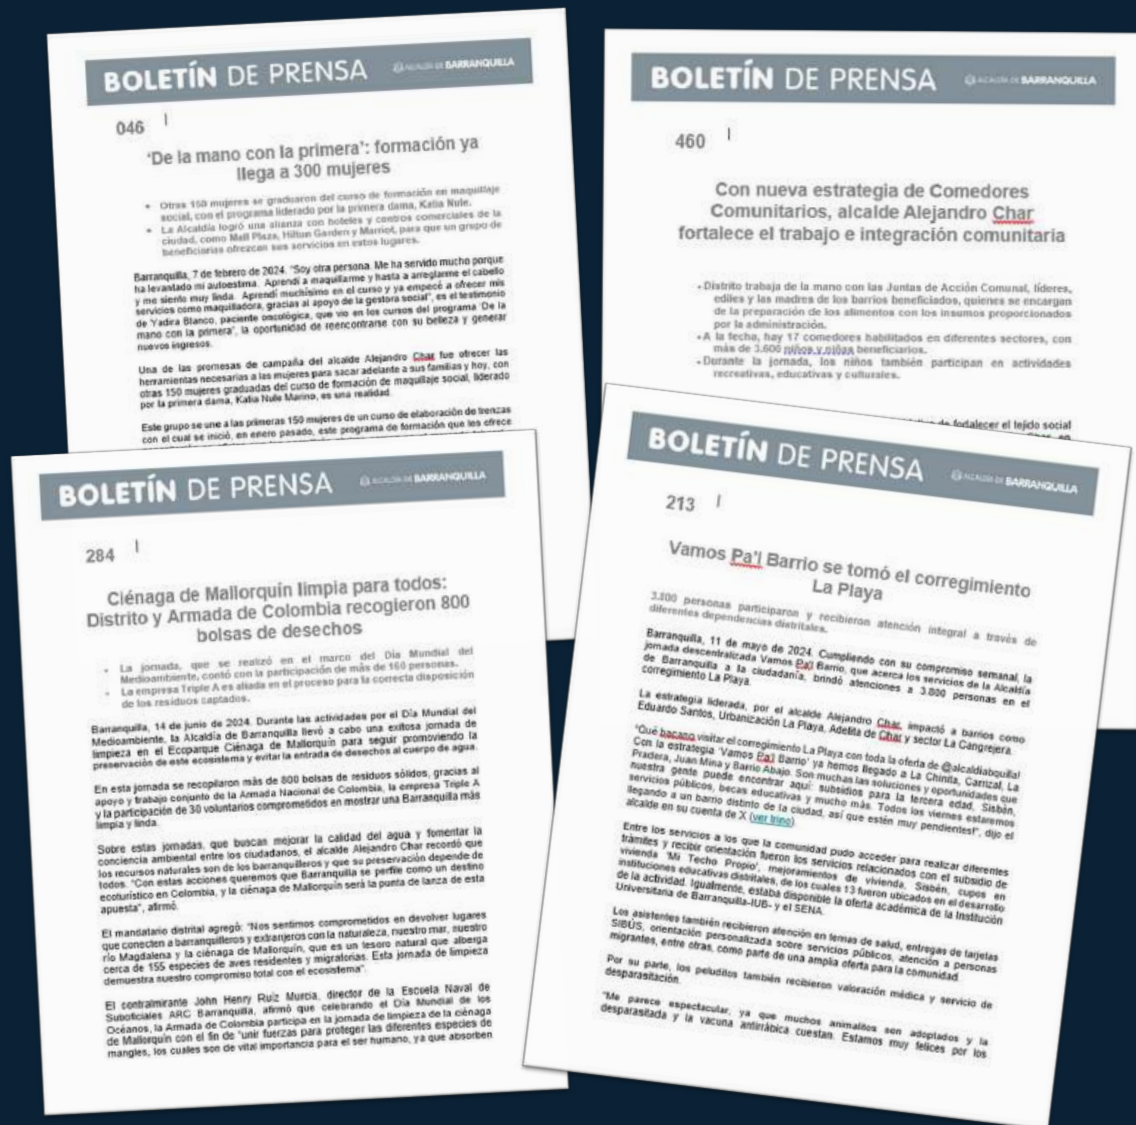 BOLETÍN DE PRENSA ALCALDÍA DE BARRANQUILLA
046
'De la mano con la primera': formación ya
llega a 300 mujeres
• Otras 150 mujeres se graduaron del curso de formación en maquillaje
social, con el programa liderado por la primera dama, Katia Nule.
• La Alcaldía logró una alianza con hoteles y centros comerciales de la
ciudad, como Mall Plaza, Hilton Garden y Marriot, para que un grupo de
beneficiarias ofrezcan sus servicios en estos lugares.
Barranquilla, 7 de febrero de 2024. "Soy otra persona. Me ha servido mucho porque
ha levantado mi autoestima. Aprendí a maquillarme y hasta a arreglarme el cabello
y me siento muy linda. Aprendí muchísimo en el curso y ya empecé a ofrecer mis
servicios como maquilladora, gracias al apoyo de la gestora social", es el testimonio
de Yadira Blanco, paciente oncológica, que vio en los cursos del programa 'De la
mano con la primera', la oportunidad de reencontrarse con su belleza y generar
nuevos ingresos.
Una de las promesas de campaña del alcalde Alejandro Char fue ofrecer las
herramientas necesarias a las mujeres para sacar adelante a sus familias y hoy, con
otras 150 mujeres graduadas del curso de formación de maquillaje social, liderado
por la primera dama, Katia Nule Marino, es una realidad.
Este grupo se une a las primeras 150 mujeres de un curso de elaboración de trenzas
con el cual se inició, en enero pasado, este programa de formación que les ofrece
BOLETÍN DE PRENSA ALCALDÍA DE BARRANQUILLA
460
Con nueva estrategia de Comedores
Comunitarios, alcalde Alejandro Char
fortalece el trabajo e integración comunitaria
• Distrito trabaja de la mano con las Juntas de Acción Comunal, líderes,
ediles y las madres de los barrios beneficiados, quienes se encargan
de la preparación de los alimentos con los insumos proporcionados
por la administración.
• A la fecha, hay 17 comedores habilitados en diferentes sectores, con
más de 3.600 niños y niñas beneficiarios.
• Durante la jornada, los niños también participan en actividades
recreativas, educativas y culturales.
de fortalecer el tejido social
BOLETÍN DE PRENSA ALCALDÍA DE BARRANQUILLA
284
Ciénaga de Mallorquín limpia para todos:
Distrito y Armada de Colombia recogieron 800
bolsas de desechos
• La jornada, que se realizó en el marco del Día Mundial del
Medioambiente, contó con la participación de más de 160 personas.
• La empresa Triple A es aliada en el proceso para la correcta disposición
de los residuos captados.
Barranquilla, 14 de junio de 2024. Durante las actividades por el Día Mundial del
Medioambiente, la Alcaldía de Barranquilla llevó a cabo una exitosa jornada de
limpieza en el Ecoparque Ciénaga de Mallorquín para seguir promoviendo la
preservación de este ecosistema y evitar la entrada de desechos al cuerpo de agua.
En esta jornada se recopilaron más de 800 bolsas de residuos sólidos, gracias al
apoyo y trabajo conjunto de la Armada Nacional de Colombia, la empresa Triple A
y la participación de 30 voluntarios comprometidos en mostrar una Barranquilla más
limpia y linda.
Sobre estas jornadas, que buscan mejorar la calidad del agua y fomentar la
conciencia ambiental entre los ciudadanos, el alcalde Alejandro Char recordó que
los recursos naturales son de los barranquilleros y que su preservación depende de
todos. "Con estas acciones queremos que Barranquilla se perfile como un destino
ecoturístico en Colombia, y la ciénaga de Mallorquín será la punta de lanza de esta
apuesta", afirmó.
El mandatario distrital agregó: "Nos sentimos comprometidos en devolver lugares
que conecten a barranquilleros y extranjeros con la naturaleza, nuestro mar, nuestro
río Magdalena y la ciénaga de Mallorquín, que es un tesoro natural que alberga
cerca de 155 especies de aves residentes y migratorias. Esta jornada de limpieza
demuestra nuestro compromiso total con el ecosistema".
El contralmirante John Henry Ruiz Murcia, director de la Escuela Naval de
Suboficiales ARC Barranquilla, afirmó que celebrando el Día Mundial de los
Océanos, la Armada de Colombia participa en la jornada de limpieza de la ciénaga
de Mallorquín con el fin de "unir fuerzas para proteger las diferentes especies de
mangles, los cuales son de vital importancia para el ser humano, ya que absorben
BOLETÍN DE PRENSA ALCALDÍA DE BARRANQUILLA
213
Vamos Pa'l Barrio se tomó el corregimiento
La Playa
3.800 personas participaron y recibieron atención integral a través de
diferentes dependencias distritales.
Barranquilla, 11 de mayo de 2024. Cumpliendo con su compromiso semanal, la
jornada descentralizada Vamos Pa'l Barrio, que acerca los servicios de la Alcaldía
de Barranquilla a la ciudadanía, brindó atenciones a 3.800 personas en el
corregimiento La Playa.
La estrategia liderada, por el alcalde Alejandro Char, impactó a barrios como
Eduardo Santos, Urbanización La Playa, Adelita de Char y sector La Cangrejera.
"Qué bacano visitar el corregimiento La Playa con toda la oferta de @alcaldiabquilla!
Con la estrategia 'Vamos Pa'l Barrio' ya hemos llegado a La Chinita, Carrizal, La
Pradera, Juan Mina y Barrio Abajo. Son muchas las soluciones y oportunidades que
nuestra gente puede encontrar aquí: subsidios para la tercera edad, Sisbén,
servicios públicos, becas educativas y mucho más. Todos los viernes estaremos
llegando a un barrio distinto de la ciudad, así que estén muy pendientes!", dijo el
alcalde en su cuenta de X (ver trino).
Entre los servicios a los que la comunidad pudo acceder para realizar diferentes
trámites y recibir orientación fueron los servicios relacionados con el subsidio de
vivienda 'Mi Techo Propio', mejoramientos de vivienda, Sisbén, cupos en
instituciones educativas distritales, de los cuales 13 fueron ubicados en el desarrollo
de la actividad. Igualmente, estaba disponible la oferta académica de la Institución
Universitaria de Barranquilla-IUB- y el SENA.
Los asistentes también recibieron atención en temas de salud, entregas de tarjetas
SIBÚS, orientación personalizada sobre servicios públicos, atención a personas
migrantes, entre otras, como parte de una amplia oferta para la comunidad.
Por su parte, los peluditos también recibieron valoración médica y servicio de
desparasitación.
"Me parece espectacular, ya que muchos animalitos son adoptados y la
desparasitada y la vacuna antirrábica cuestan. Estamos muy felices por los